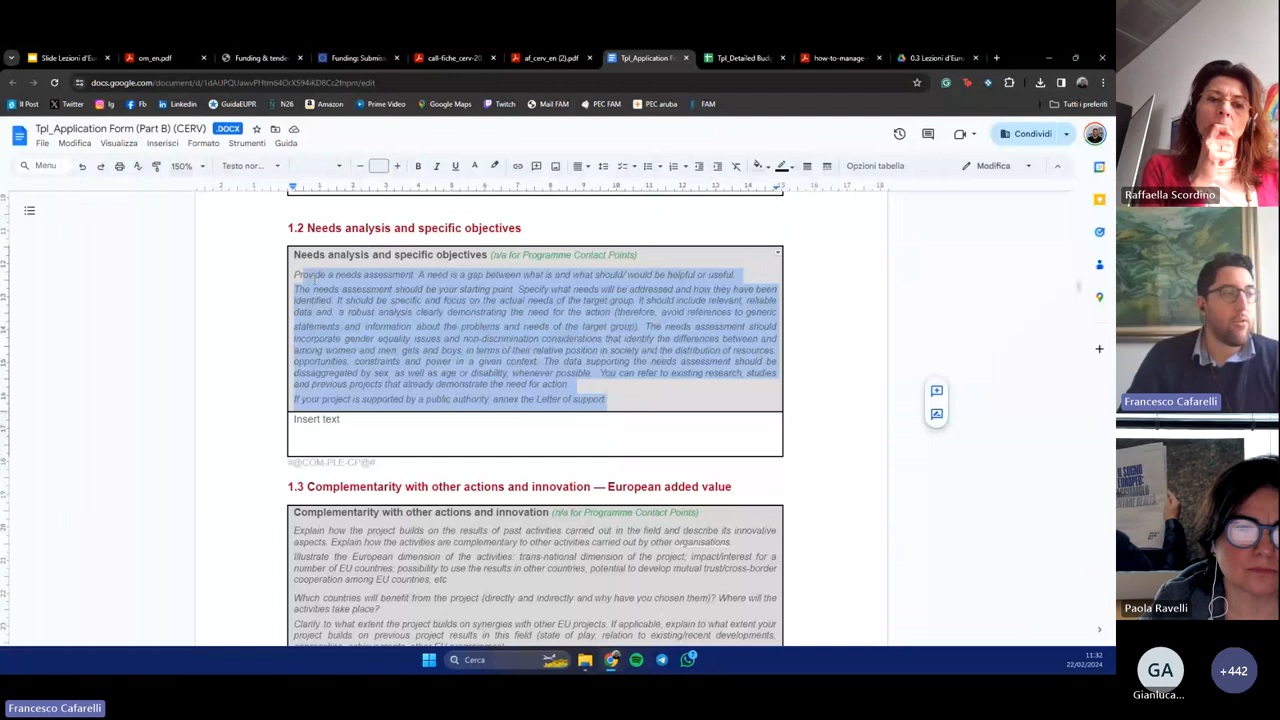 Slide Lezioni d'Eu
om_en.pdf
Funding & tende
Funding: Submis
call-fiche_cerv-20
af_cerv_en (2).pdf
Tpl_Application F
Tpl_Detailed Bud
how-to-manage-
0.3 Lezioni d'Euro
docs.google.com/document/d/1dAUPQUawvPHtm64OrX594iKD8Cc2fnpm/edit
Il Post
Twitter
Ig
Fb
Linkedin
GuidaEUPR
N26
Amazon
Prime Video
Google Maps
Twitch
Mail FAM
PEC FAM
PEC aruba
FAM
Tutti i preferiti
Tpl_Application Form (Part B) (CERV) .DOCX
File Modifica Visualizza Inserisci Formato Strumenti Guida
Condividi
Menu
150%
Testo nor...
Opzioni tabella
Modifica
1.2 Needs analysis and specific objectives
Needs analysis and specific objectives (n/a for Programme Contact Points)
Provide a needs assessment. A need is a gap between what is and what should/ would be helpful or useful.
The needs assessment should be your starting point. Specify what needs will be addressed and how they have been
identified. It should be specific and focus on the actual needs of the target group. It should include relevant, reliable
data and, a robust analysis clearly demonstrating the need for the action (therefore, avoid references to generic
statements and information about the problems and needs of the target group). The needs assessment should
incorporate gender equality issues and non-discrimination considerations that identify the differences between and
among women and men, girls and boys, in terms of their relative position in society and the distribution of resources,
opportunities, constraints and power in a given context. The data supporting the needs assessment should be
dissaggregated by sex, as well as age or disability, whenever possible. You can refer to existing research, studies
and previous projects that already demonstrate the need for action.
If your project is supported by a public authority, annex the Letter of support.
Insert text
#@COM-PLE-CP@#
1.3 Complementarity with other actions and innovation — European added value
Complementarity with other actions and innovation (n/a for Programme Contact Points)
Explain how the project builds on the results of past activities carried out in the field and describe its innovative
aspects. Explain how the activities are complementary to other activities carried out by other organisations.
Illustrate the European dimension of the activities: trans-national dimension of the project; impact/interest for a
number of EU countries; possibility to use the results in other countries, potential to develop mutual trust/cross-border
cooperation among EU countries, etc
Which countries will benefit from the project (directly and indirectly and why have you chosen them)? Where will the
activities take place?
Clarify to what extent the project builds on synergies with other EU projects. If applicable, explain to what extent your
project builds on previous project results in this field (state of play, relation to existing/recent developments,
Cerca
11:32
22/02/2024
Francesco Cafarelli
Raffaella Scordino
Francesco Cafarelli
Paola Ravelli
GA
Gianluca...
+442